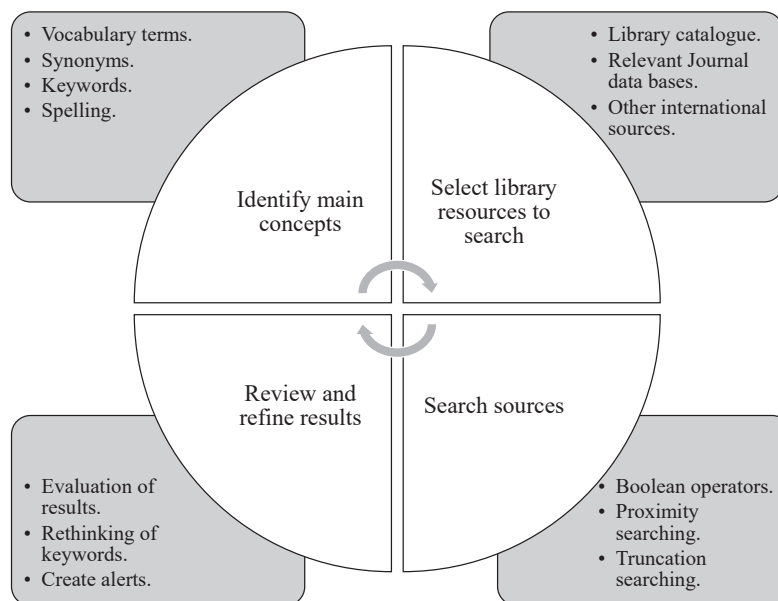 • Vocabulary terms.
• Synonyms.
• Keywords.
• Spelling.
• Library catalogue.
• Relevant Journal
data bases.
• Other international
sources.
Identify main
concepts
Select library
resources to
search
Review and
refine results
Search sources
• Evaluation of
results.
• Rethinking of
keywords.
• Create alerts.
• Boolean operators.
• Proximity
searching.
• Truncation
searching.